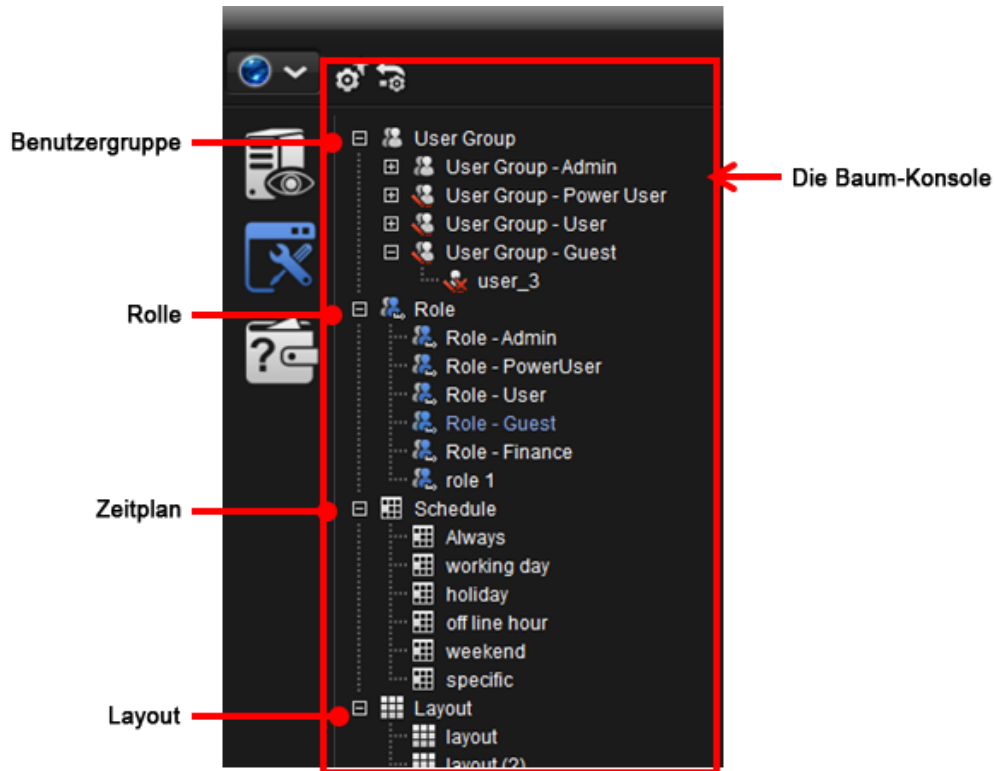 Benutzergruppe
User Group
User Group - Admin
Die Baum-Konsole
User Group - Power User
User Group - User
User Group - Guest
user_3
Rolle
Role
Role - Admin
Role - PowerUser
Role - User
Role - Guest
Role - Finance
role 1
Zeitplan
Schedule
Always
working day
holiday
off line hour
weekend
specific
Layout
Layout
layout
layout (2)